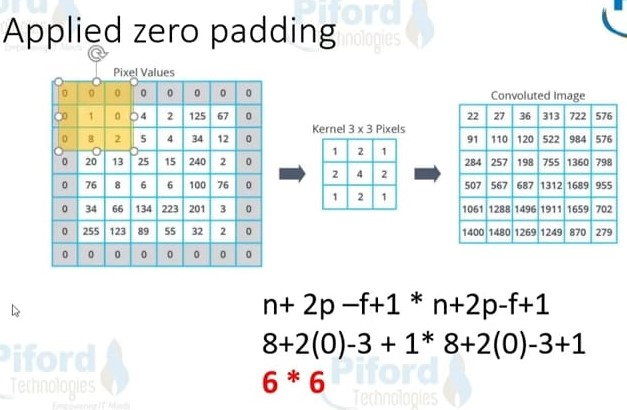 Piford
Technologies
Applied zero padding
Pixel Values
0 0 0 0 0 0 0 0
0 1 0 4 2 125 67 0
0 8 2 5 4 34 12 0
0 20 13 25 15 240 2 0
0 76 8 6 6 100 76 0
0 34 66 134 223 201 3 0
0 255 123 89 55 32 2 0
0 0 0 0 0 0 0 0
Kernel 3 x 3 Pixels
1 2 1
2 4 2
1 2 1
Convoluted Image
22 27 36 313 722 576
91 110 120 522 984 576
284 257 198 755 1360 798
507 567 687 1312 1689 955
1061 1288 1496 1911 1659 702
1400 1480 1269 1249 870 279
n+ 2p –f+1 * n+2p-f+1
8+2(0)-3 + 1* 8+2(0)-3+1
6 * 6
Piford
Technologies
Empowering IT Minds
Piford
Technologies